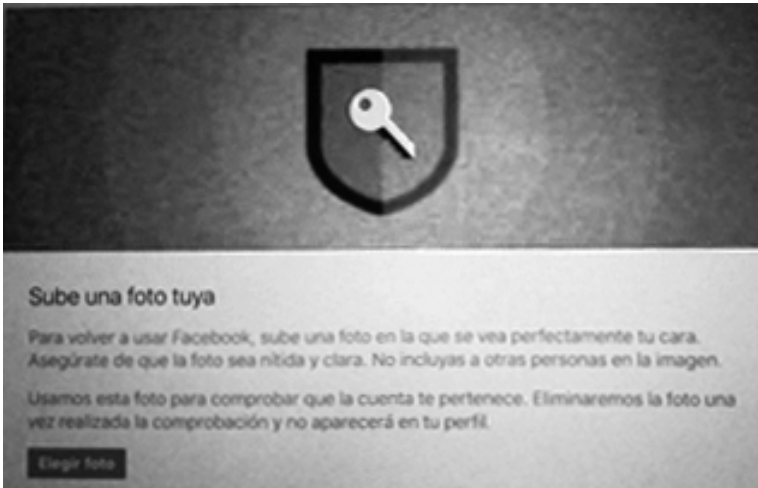 Sube una foto tuya
Para volver a usar Facebook, sube una foto en la que se vea perfectamente tu cara.
Asegúrate de que la foto sea nítida y clara. No incluyas a otras personas en la imagen.
Usamos esta foto para comprobar que la cuenta te pertenece. Eliminaremos la foto una
vez realizada la comprobación y no aparecerá en tu perfil.
Elegir foto